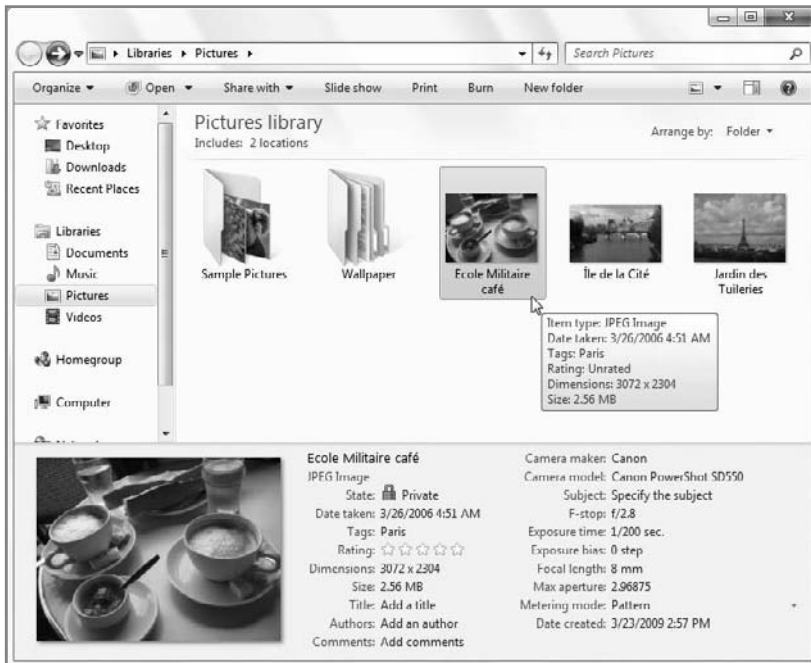 Libraries ▸ Pictures ▸
Search Pictures
Organize Open Share with Slide show Print Burn New folder
Favorites
Desktop
Downloads
Recent Places
Libraries
Documents
Music
Pictures
Videos
Homegroup
Computer
Pictures library
Includes: 2 locations
Arrange by: Folder
Sample Pictures
Wallpaper
Ecole Militaire
café
Île de la Cité
Jardin des
Tuileries
Item type: JPEG Image
Date taken: 3/26/2006 4:51 AM
Tags: Paris
Rating: Unrated
Dimensions: 3072 x 2304
Size: 2.56 MB
Ecole Militaire café
JPEG Image
State: Private
Date taken: 3/26/2006 4:51 AM
Tags: Paris
Rating:
Dimensions: 3072 x 2304
Size: 2.56 MB
Title: Add a title
Authors: Add an author
Comments: Add comments
Camera maker: Canon
Camera model: Canon PowerShot SD550
Subject: Specify the subject
F-stop: f/2.8
Exposure time: 1/200 sec.
Exposure bias: 0 step
Focal length: 8 mm
Max aperture: 2.96875
Metering mode: Pattern
Date created: 3/23/2009 2:57 PM